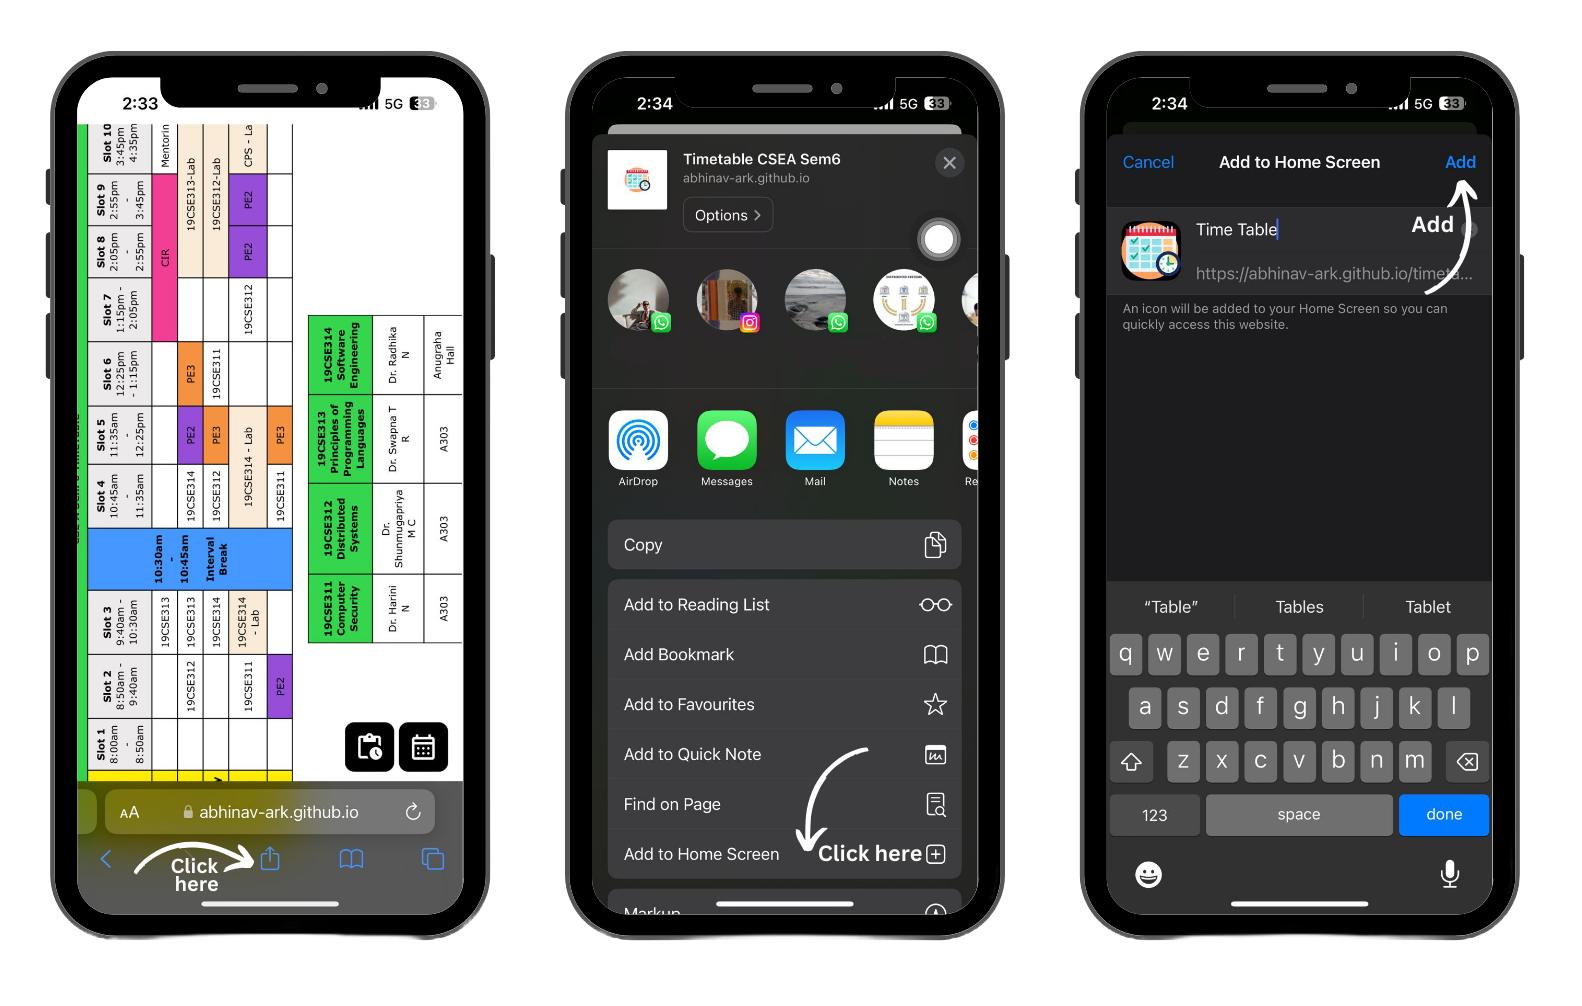 2:33
5G 33
Slot 10
3:45pm
-
4:35pm
Mentorin
19CSE313-Lab
19CSE312-Lab
CPS - La
Slot 9
2:55pm
-
3:45pm
PE2
Slot 8
2:05pm
-
2:55pm
CIR
PE2
Slot 7
1:15pm -
2:05pm
19CSE312
Slot 6
12:25pm
- 1:15pm
PE3
19CSE311
Slot 5
11:35am
-
12:25pm
PE2
PE3
19CSE314 - Lab
PE3
Slot 4
10:45am
-
11:35am
19CSE314
19CSE312
19CSE311
10:30am
-
10:45am
Interval
Break
Slot 3
9:40am -
10:30am
19CSE313
19CSE313
19CSE314
19CSE314
- Lab
Slot 2
8:50am -
9:40am
19CSE312
19CSE311
PE2
Slot 1
8:00am
-
8:50am
19CSE314
Software
Engineering
Dr. Radhika
N
Anugraha
Hall
19CSE313
Principles of
Programming
Languages
Dr. Swapna T
R
A303
19CSE312
Distributed
Systems
Dr.
Shunmugapriya
M C
A303
19CSE311
Computer
Security
Dr. Harini
N
A303
AA abhinav-ark.github.io
Click
here
2:34
5G 33
Timetable CSEA Sem6
abhinav-ark.github.io
Options >
AirDrop
Messages
Mail
Notes
Re
Copy
Add to Reading List
Add Bookmark
Add to Favourites
Add to Quick Note
Find on Page
Add to Home Screen
Click here
Markup
2:34
5G 33
Cancel
Add to Home Screen
Add
Time Table
Add
https://abhinav-ark.github.io/timeta...
An icon will be added to your Home Screen so you can
quickly access this website.
“Table” Tables Tablet
q w e r t y u i o p
a s d f g h j k l
z x c v b n m
123 space done